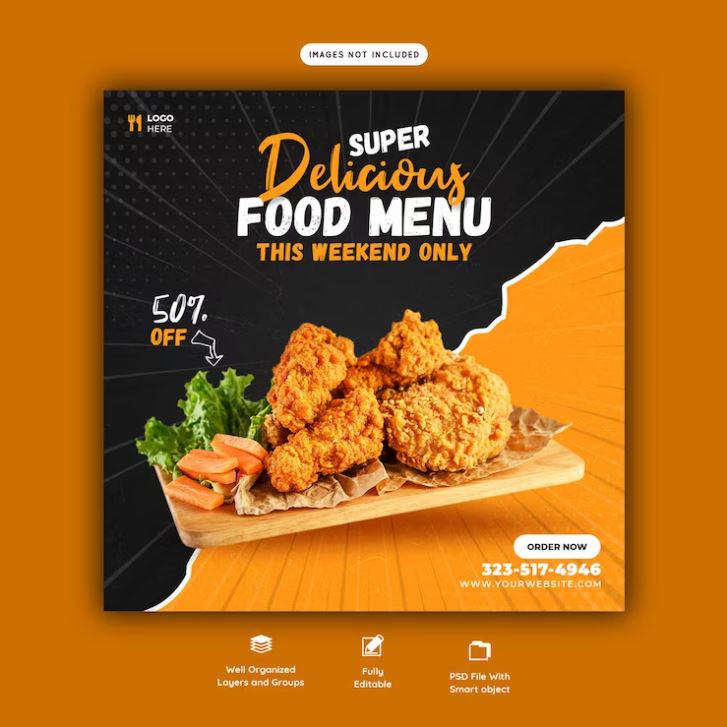 IMAGES NOT INCLUDED
LOGO
HERE
SUPER
Delicious
FOOD MENU
THIS WEEKEND ONLY
50%
OFF
ORDER NOW
323-517-4946
WWW.YOURWEBSITE.COM
Well Organized
Layers and Groups
Fully
Editable
PSD File With
Smart object